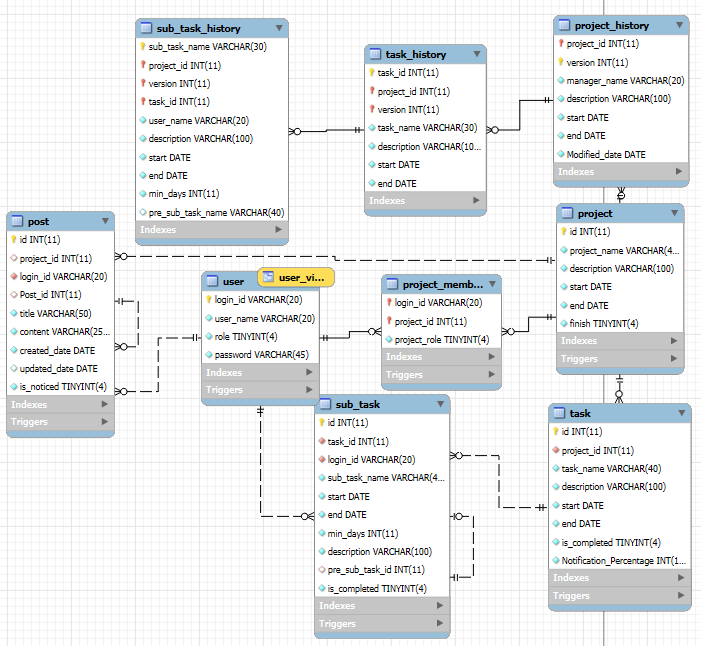 sub_task_history
sub_task_name VARCHAR(30)
project_id INT(11)
version INT(11)
task_id INT(11)
user_name VARCHAR(20)
description VARCHAR(100)
start DATE
end DATE
min_days INT(11)
pre_sub_task_name VARCHAR(40)
Indexes
task_history
task_id INT(11)
project_id INT(11)
version INT(11)
task_name VARCHAR(30)
description VARCHAR(10...
start DATE
end DATE
Indexes
project_history
project_id INT(11)
version INT(11)
manager_name VARCHAR(20)
description VARCHAR(100)
start DATE
end DATE
Modified_date DATE
Indexes
post
id INT(11)
project_id INT(11)
login_id VARCHAR(20)
Post_id INT(11)
title VARCHAR(50)
content VARCHAR(25...
created_date DATE
updated_date DATE
is_noticed TINYINT(4)
Indexes
Triggers
user
user_vi...
login_id VARCHAR(20)
user_name VARCHAR(20)
role TINYINT(4)
password VARCHAR(45)
Indexes
Triggers
project_memb...
login_id VARCHAR(20)
project_id INT(11)
project_role TINYINT(4)
Indexes
Triggers
project
id INT(11)
project_name VARCHAR(4...
description VARCHAR(100)
start DATE
end DATE
finish TINYINT(4)
Indexes
Triggers
sub_task
id INT(11)
task_id INT(11)
login_id VARCHAR(20)
sub_task_name VARCHAR(4...
start DATE
end DATE
min_days INT(11)
description VARCHAR(100)
pre_sub_task_id INT(11)
is_completed TINYINT(4)
Indexes
Triggers
task
id INT(11)
project_id INT(11)
task_name VARCHAR(40)
description VARCHAR(100)
start DATE
end DATE
is_completed TINYINT(4)
Notification_Percentage INT(1...
Indexes
Triggers